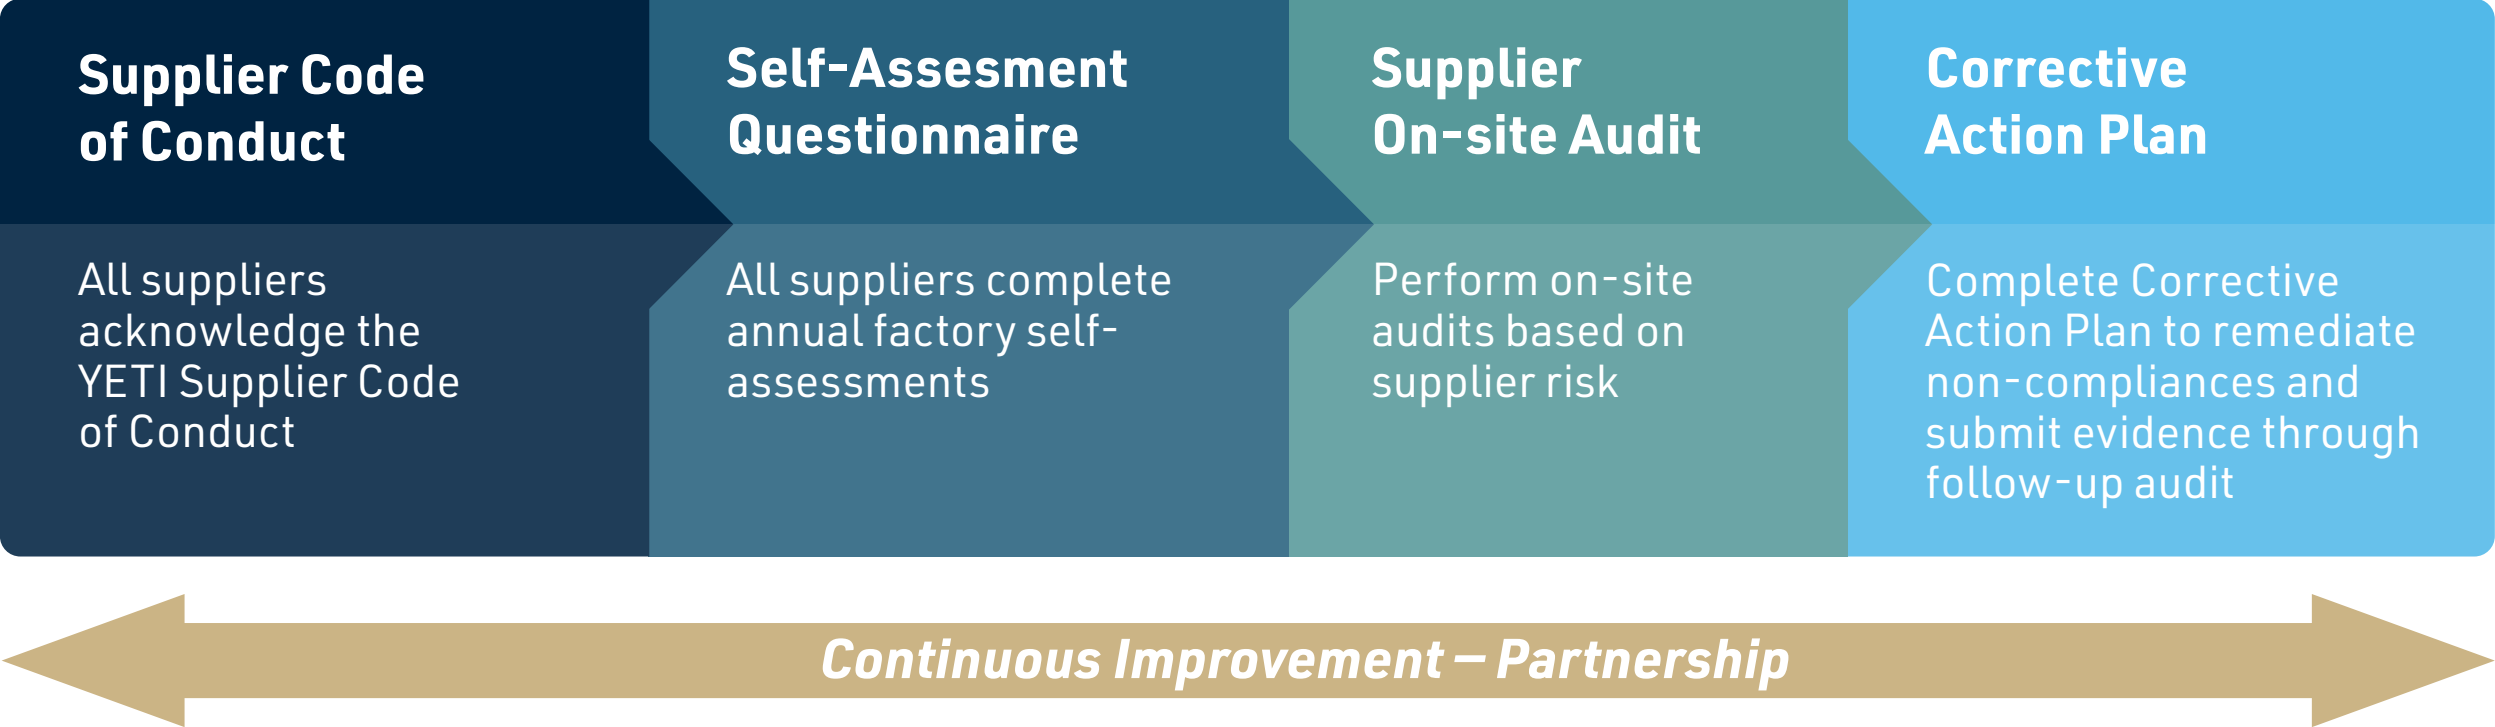 Supplier Code
of Conduct
All suppliers
acknowledge the
YETI Supplier Code
of Conduct
Self-Assesment
Questionnaire
All suppliers complete
annual factory self-
assessments
Supplier
On-site Audit
Perform on-site
audits based on
supplier risk
Corrective
Action Plan
Complete Corrective
Action Plan to remediate
non-compliances and
submit evidence through
follow-up audit
Continuous Improvement — Partnership